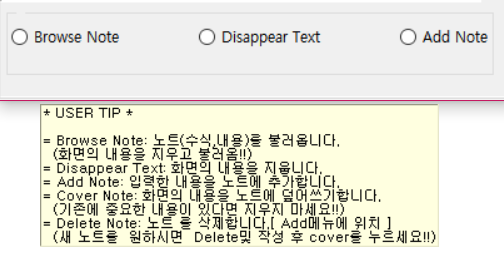 Browse Note Disappear Text Add Note
* USER TIP *
= Browse Note: 노트(수식,내용)를 불러옵니다.
(화면의 내용을 지우고 불러옴!!)
= Disappear Text: 화면의 내용을 지웁니다.
= Add Note: 입력한 내용을 노트에 추가합니다.
= Cover Note: 화면의 내용을 노트에 덮어쓰기합니다.
(기존에 중요한 내용이 있다면 지우지 마세요!!)
= Delete Note: 노트 를 삭제합니다.[ Add메뉴에 위치 ]
(새 노트를 원하시면 Delete및 작성 후 cover를 누르세요!!)